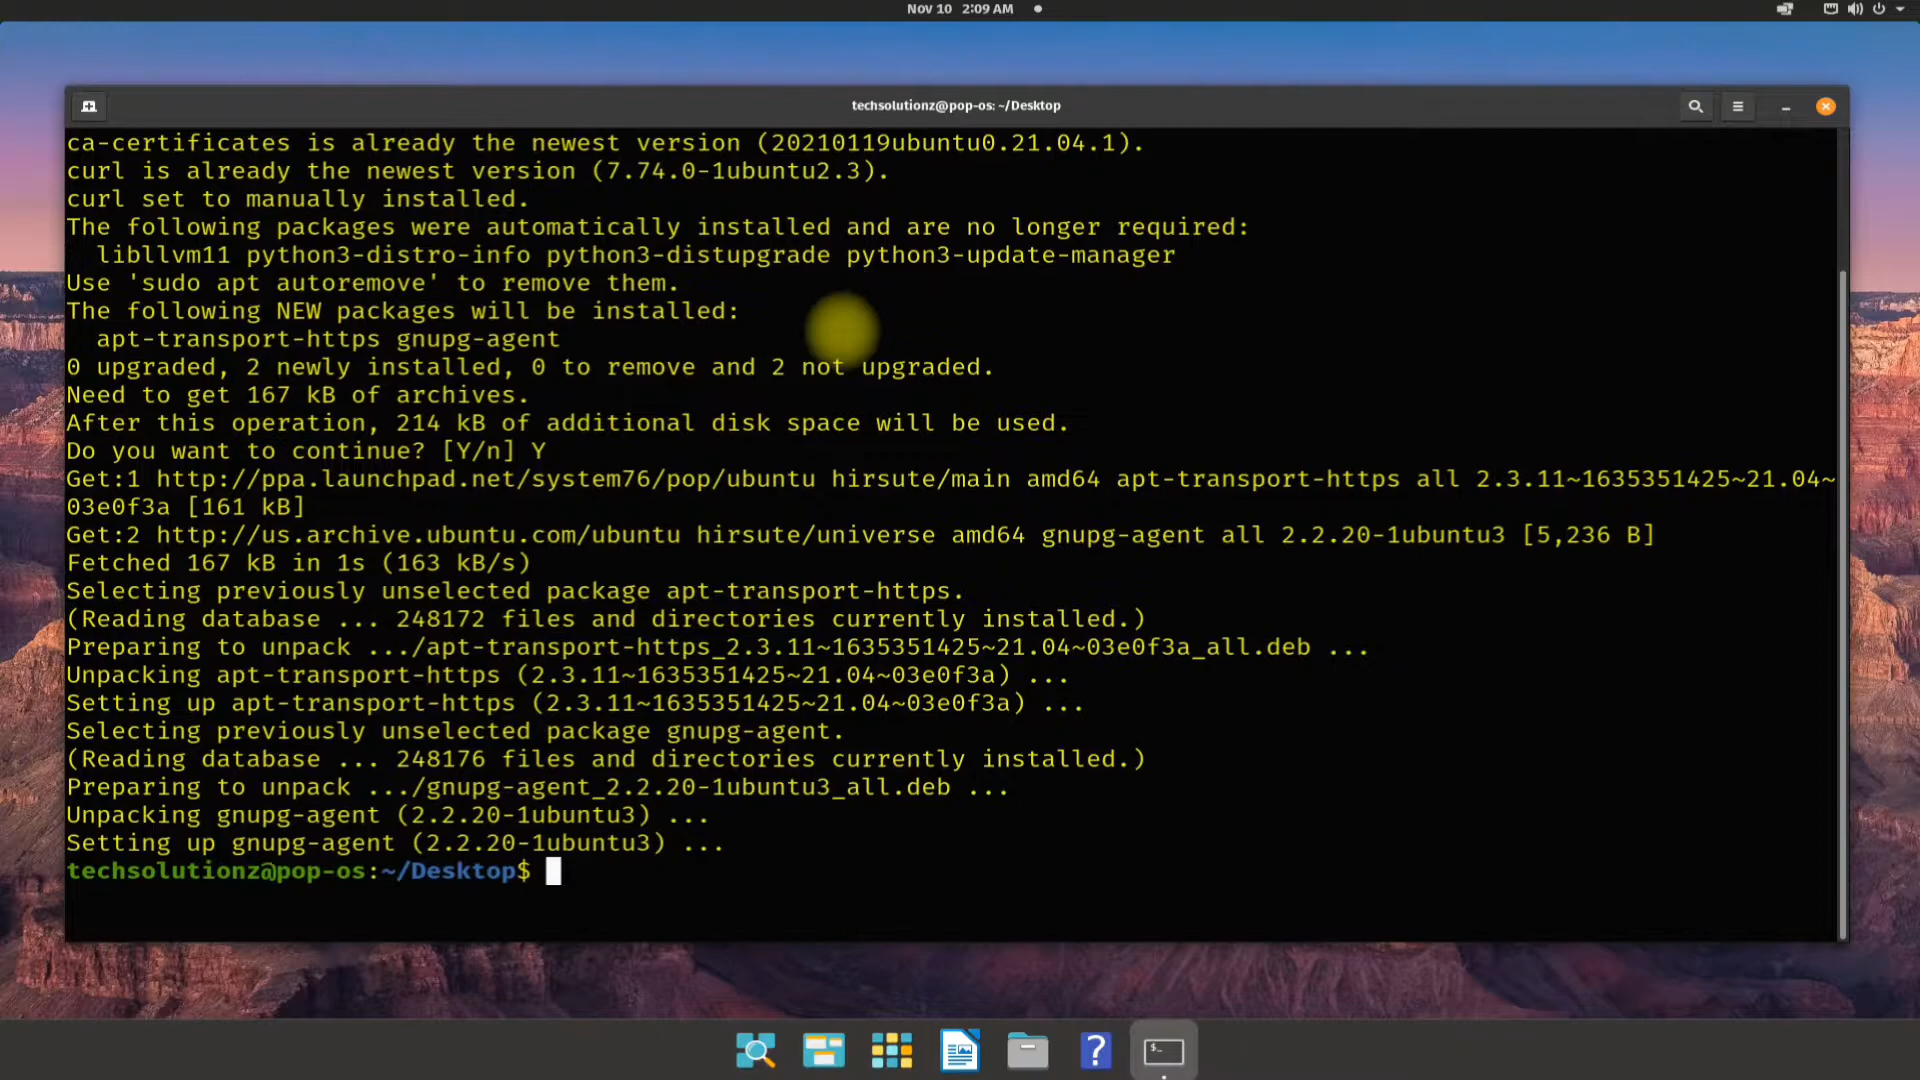 Nov 10 2:09 AM
techsolutionz@pop-os: ~/Desktop
ca-certificates is already the newest version (20210119ubuntu0.21.04.1).
curl is already the newest version (7.74.0-1ubuntu2.3).
curl set to manually installed.
The following packages were automatically installed and are no longer required:
  libllvm11 python3-distro-info python3-distupgrade python3-update-manager
Use 'sudo apt autoremove' to remove them.
The following NEW packages will be installed:
  apt-transport-https gnupg-agent
0 upgraded, 2 newly installed, 0 to remove and 2 not upgraded.
Need to get 167 kB of archives.
After this operation, 214 kB of additional disk space will be used.
Do you want to continue? [Y/n] Y
Get:1 http://ppa.launchpad.net/system76/pop/ubuntu hirsute/main amd64 apt-transport-https all 2.3.11~1635351425~21.04~
03e0f3a [161 kB]
Get:2 http://us.archive.ubuntu.com/ubuntu hirsute/universe amd64 gnupg-agent all 2.2.20-1ubuntu3 [5,236 B]
Fetched 167 kB in 1s (163 kB/s)
Selecting previously unselected package apt-transport-https.
(Reading database ... 248172 files and directories currently installed.)
Preparing to unpack .../apt-transport-https_2.3.11~1635351425~21.04~03e0f3a_all.deb ...
Unpacking apt-transport-https (2.3.11~1635351425~21.04~03e0f3a) ...
Setting up apt-transport-https (2.3.11~1635351425~21.04~03e0f3a) ...
Selecting previously unselected package gnupg-agent.
(Reading database ... 248176 files and directories currently installed.)
Preparing to unpack .../gnupg-agent_2.2.20-1ubuntu3_all.deb ...
Unpacking gnupg-agent (2.2.20-1ubuntu3) ...
Setting up gnupg-agent (2.2.20-1ubuntu3) ...
techsolutionz@pop-os:~/Desktop$